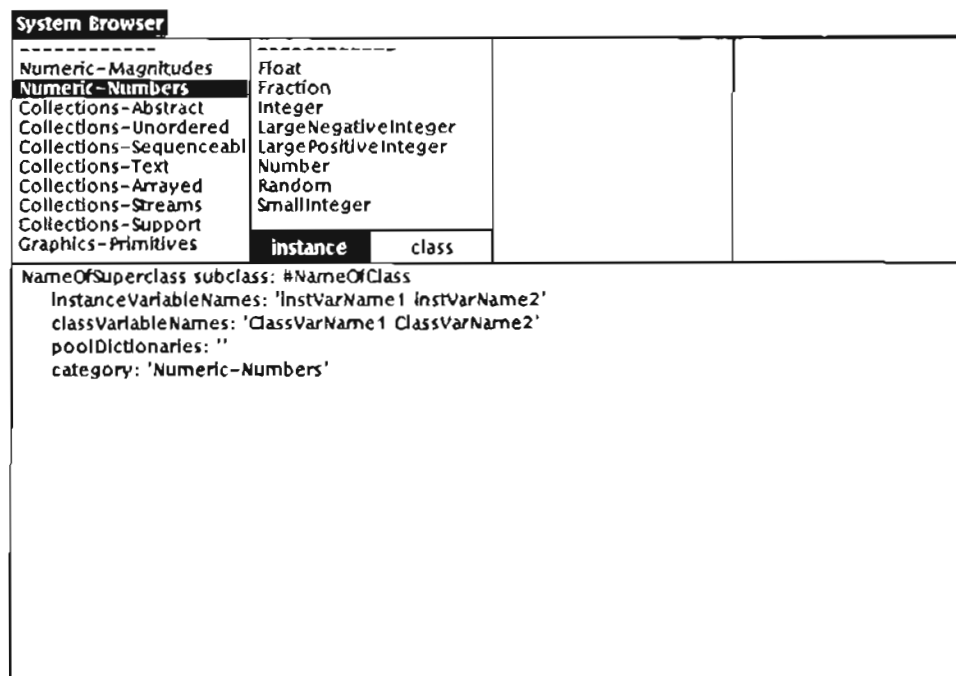 System Browser
------------
Numeric-Magnitudes
Numeric-Numbers
Collections-Abstract
Collections-Unordered
Collections-Sequenceabl
Collections-Text
Collections-Arrayed
Collections-Streams
Collections-Support
Graphics-Primitives
------------
Float
Fraction
Integer
LargeNegativeInteger
LargePositiveInteger
Number
Random
SmallInteger
instance class
NameOfSuperclass subclass: #NameOfClass
instanceVariableNames: 'instVarName1 instVarName2'
classVariableNames: 'ClassVarName1 ClassVarName2'
poolDictionaries: ''
category: 'Numeric-Numbers'